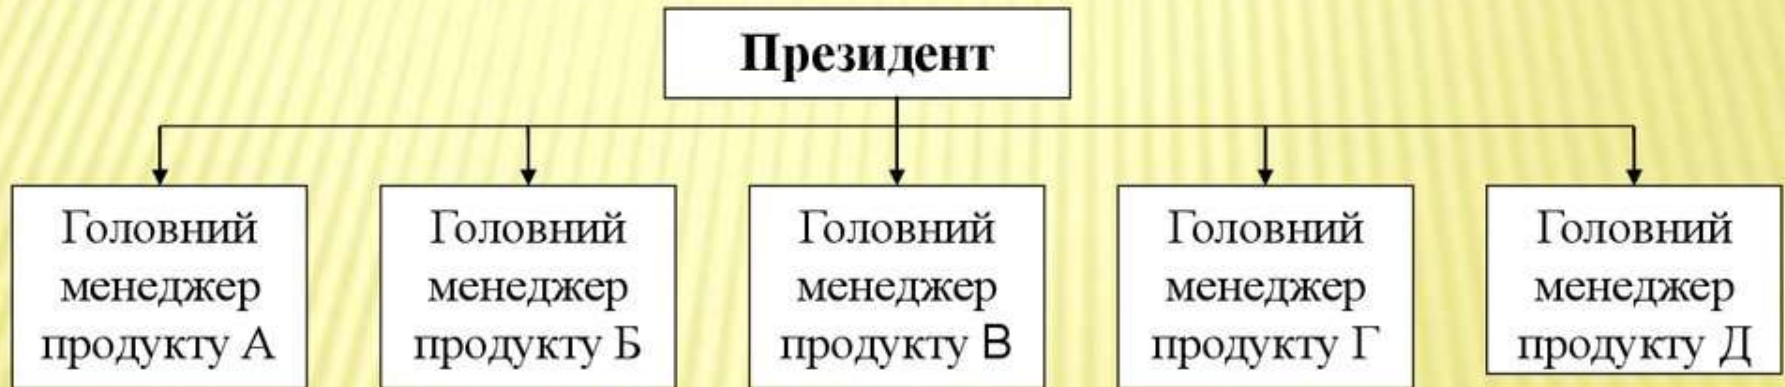 Президент
Головний
менеджер
продукту А
Головний
менеджер
продукту Б
Головний
менеджер
продукту В
Головний
менеджер
продукту Г
Головний
менеджер
продукту Д